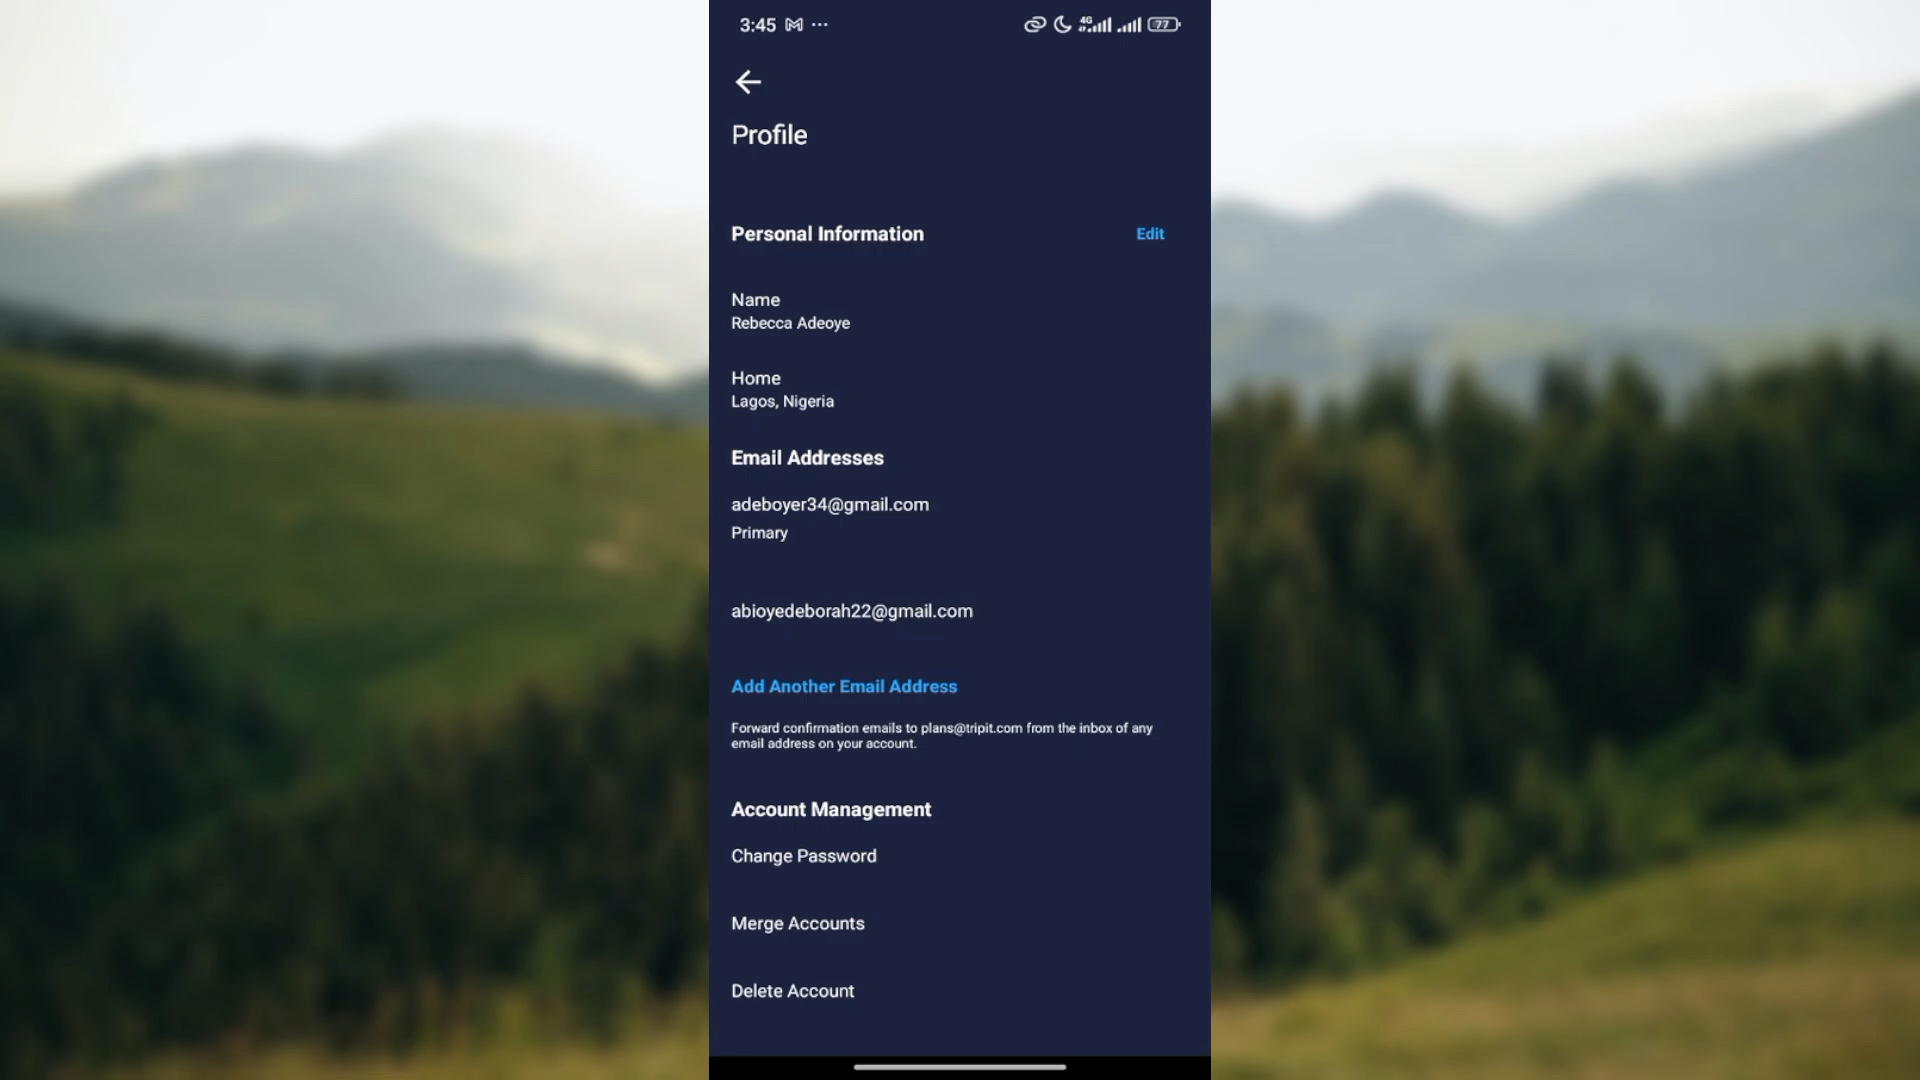 3:45
4G
77
Profile
Personal Information
Edit
Name
Rebecca Adeoye
Home
Lagos, Nigeria
Email Addresses
adeboyer34@gmail.com
Primary
abioyedeborah22@gmail.com
Add Another Email Address
Forward confirmation emails to plans@tripit.com from the inbox of any
email address on your account.
Account Management
Change Password
Merge Accounts
Delete Account